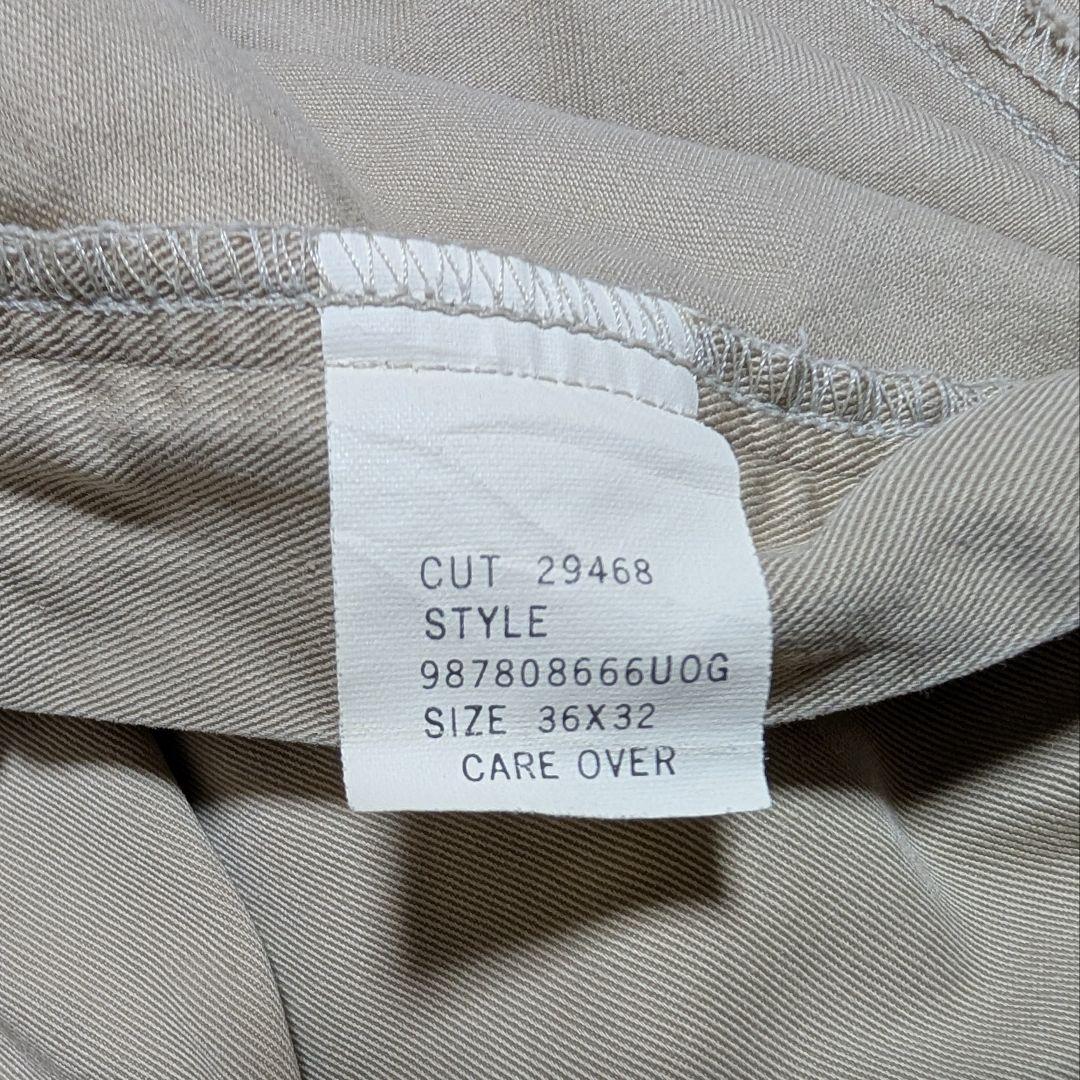 CUT 29468
STYLE
987808666UOG
SIZE 36X32
CARE OVER